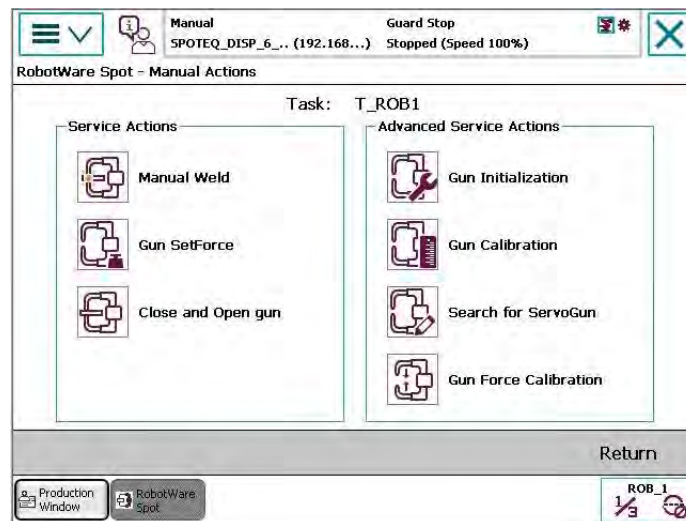 Manual
Guard Stop
SPOTEQ_DISP_6_.. (192.168...)
Stopped (Speed 100%)
RobotWare Spot - Manual Actions
Task: T_ROB1
Service Actions
Manual Weld
Gun SetForce
Close and Open gun
Advanced Service Actions
Gun Initialization
Gun Calibration
Search for ServoGun
Gun Force Calibration
Return
Production
Window
RobotWare
Spot
ROB_1
1/3